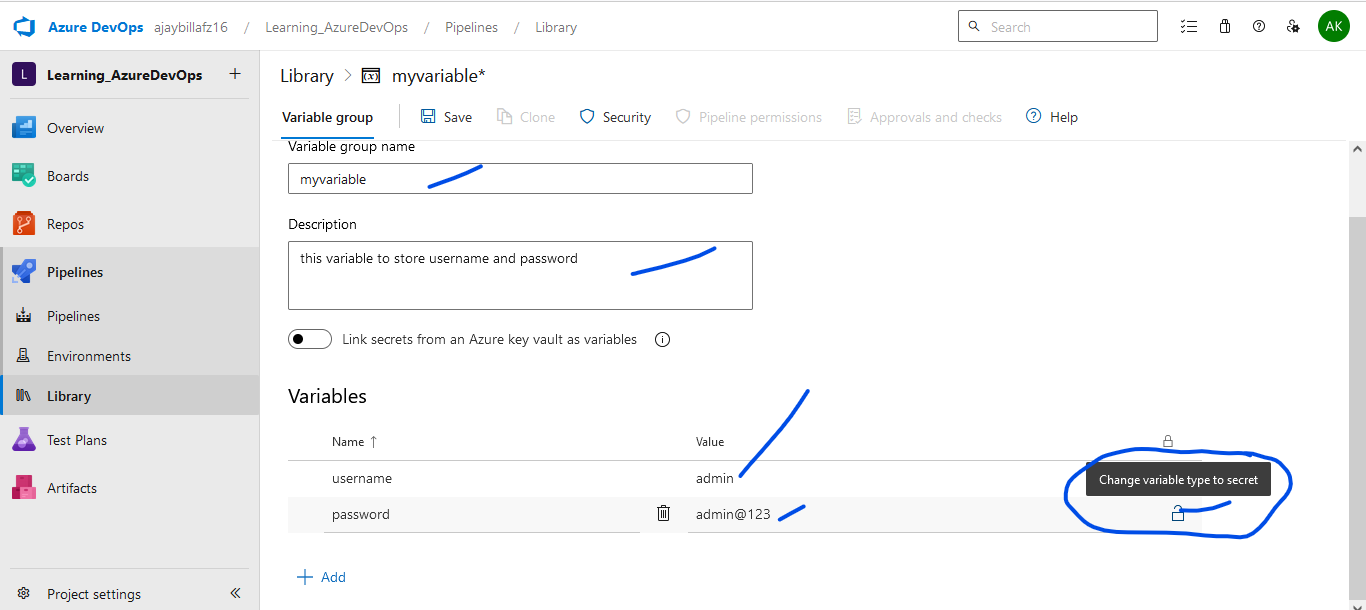 Azure DevOps ajaybillafz16 / Learning_AzureDevOps / Pipelines / Library
Search
AK
L Learning_AzureDevOps +
Overview
Boards
Repos
Pipelines
Pipelines
Environments
Library
Test Plans
Artifacts
Project settings
Library > (x) myvariable*
Variable group Save Clone Security Pipeline permissions Approvals and checks Help
Variable group name
myvariable
Description
this variable to store username and password
Link secrets from an Azure key vault as variables
Variables
Name ↑ Value
username admin
Change variable type to secret
password admin@123
+ Add